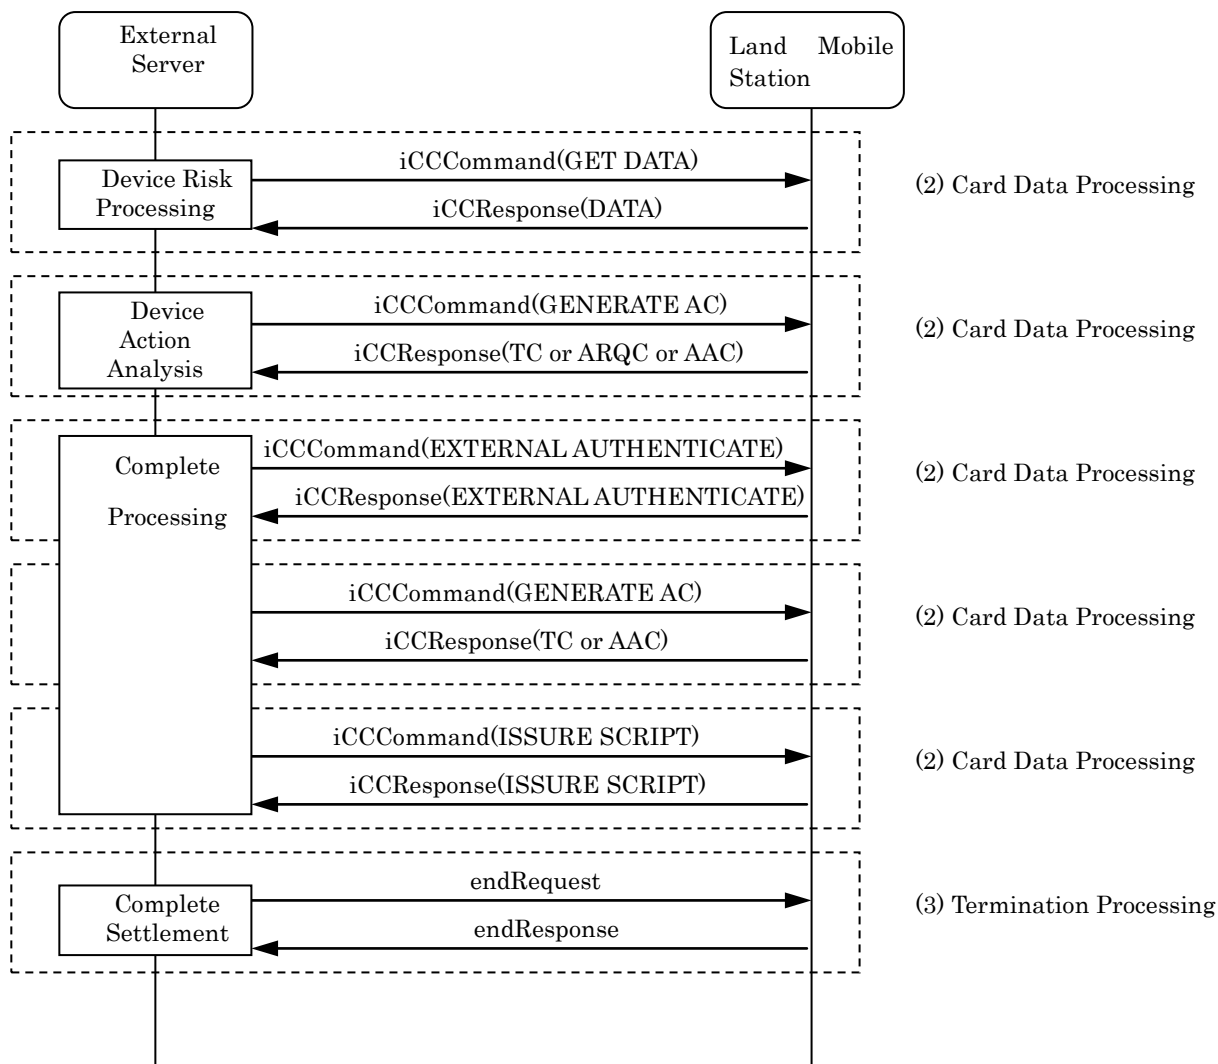 External
Server
Land Mobile
Station
iCCCommand(GET DATA)
Device Risk
Processing
iCCResponse(DATA)
(2) Card Data Processing
iCCCommand(GENERATE AC)
Device
Action
Analysis
iCCResponse(TC or ARQC or AAC)
(2) Card Data Processing
iCCCommand(EXTERNAL AUTHENTICATE)
Complete
Processing
iCCResponse(EXTERNAL AUTHENTICATE)
(2) Card Data Processing
iCCCommand(GENERATE AC)
iCCResponse(TC or AAC)
(2) Card Data Processing
iCCCommand(ISSURE SCRIPT)
iCCResponse(ISSURE SCRIPT)
(2) Card Data Processing
endRequest
Complete
Settlement
endResponse
(3) Termination Processing